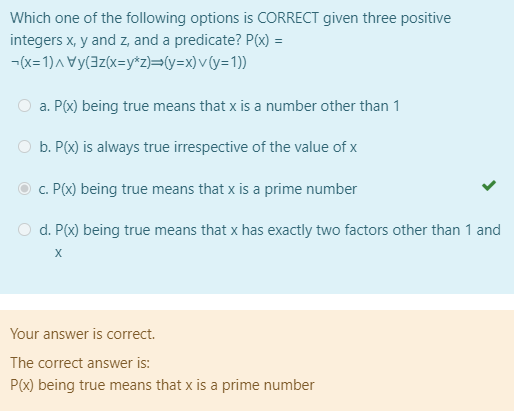 Which one of the following options is CORRECT given three positive
integers x, y and z, and a predicate? P(x) =
¬(x=1)∧∀y(∃z(x=y*z)⇒(y=x)∨(y=1))
a. P(x) being true means that x is a number other than 1
b. P(x) is always true irrespective of the value of x
c. P(x) being true means that x is a prime number
d. P(x) being true means that x has exactly two factors other than 1 and
x
Your answer is correct.
The correct answer is:
P(x) being true means that x is a prime number